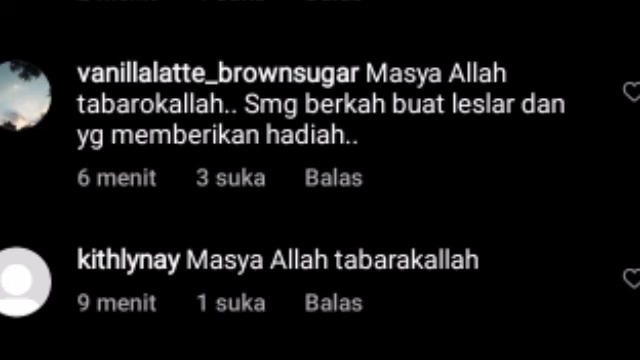 vanillalatte_brownsugar Masya Allah
tabarokallah.. Smg berkah buat leslar dan
yg memberikan hadiah..
6 menit 3 suka Balas
kithlynay Masya Allah tabarakallah
9 menit 1 suka Balas